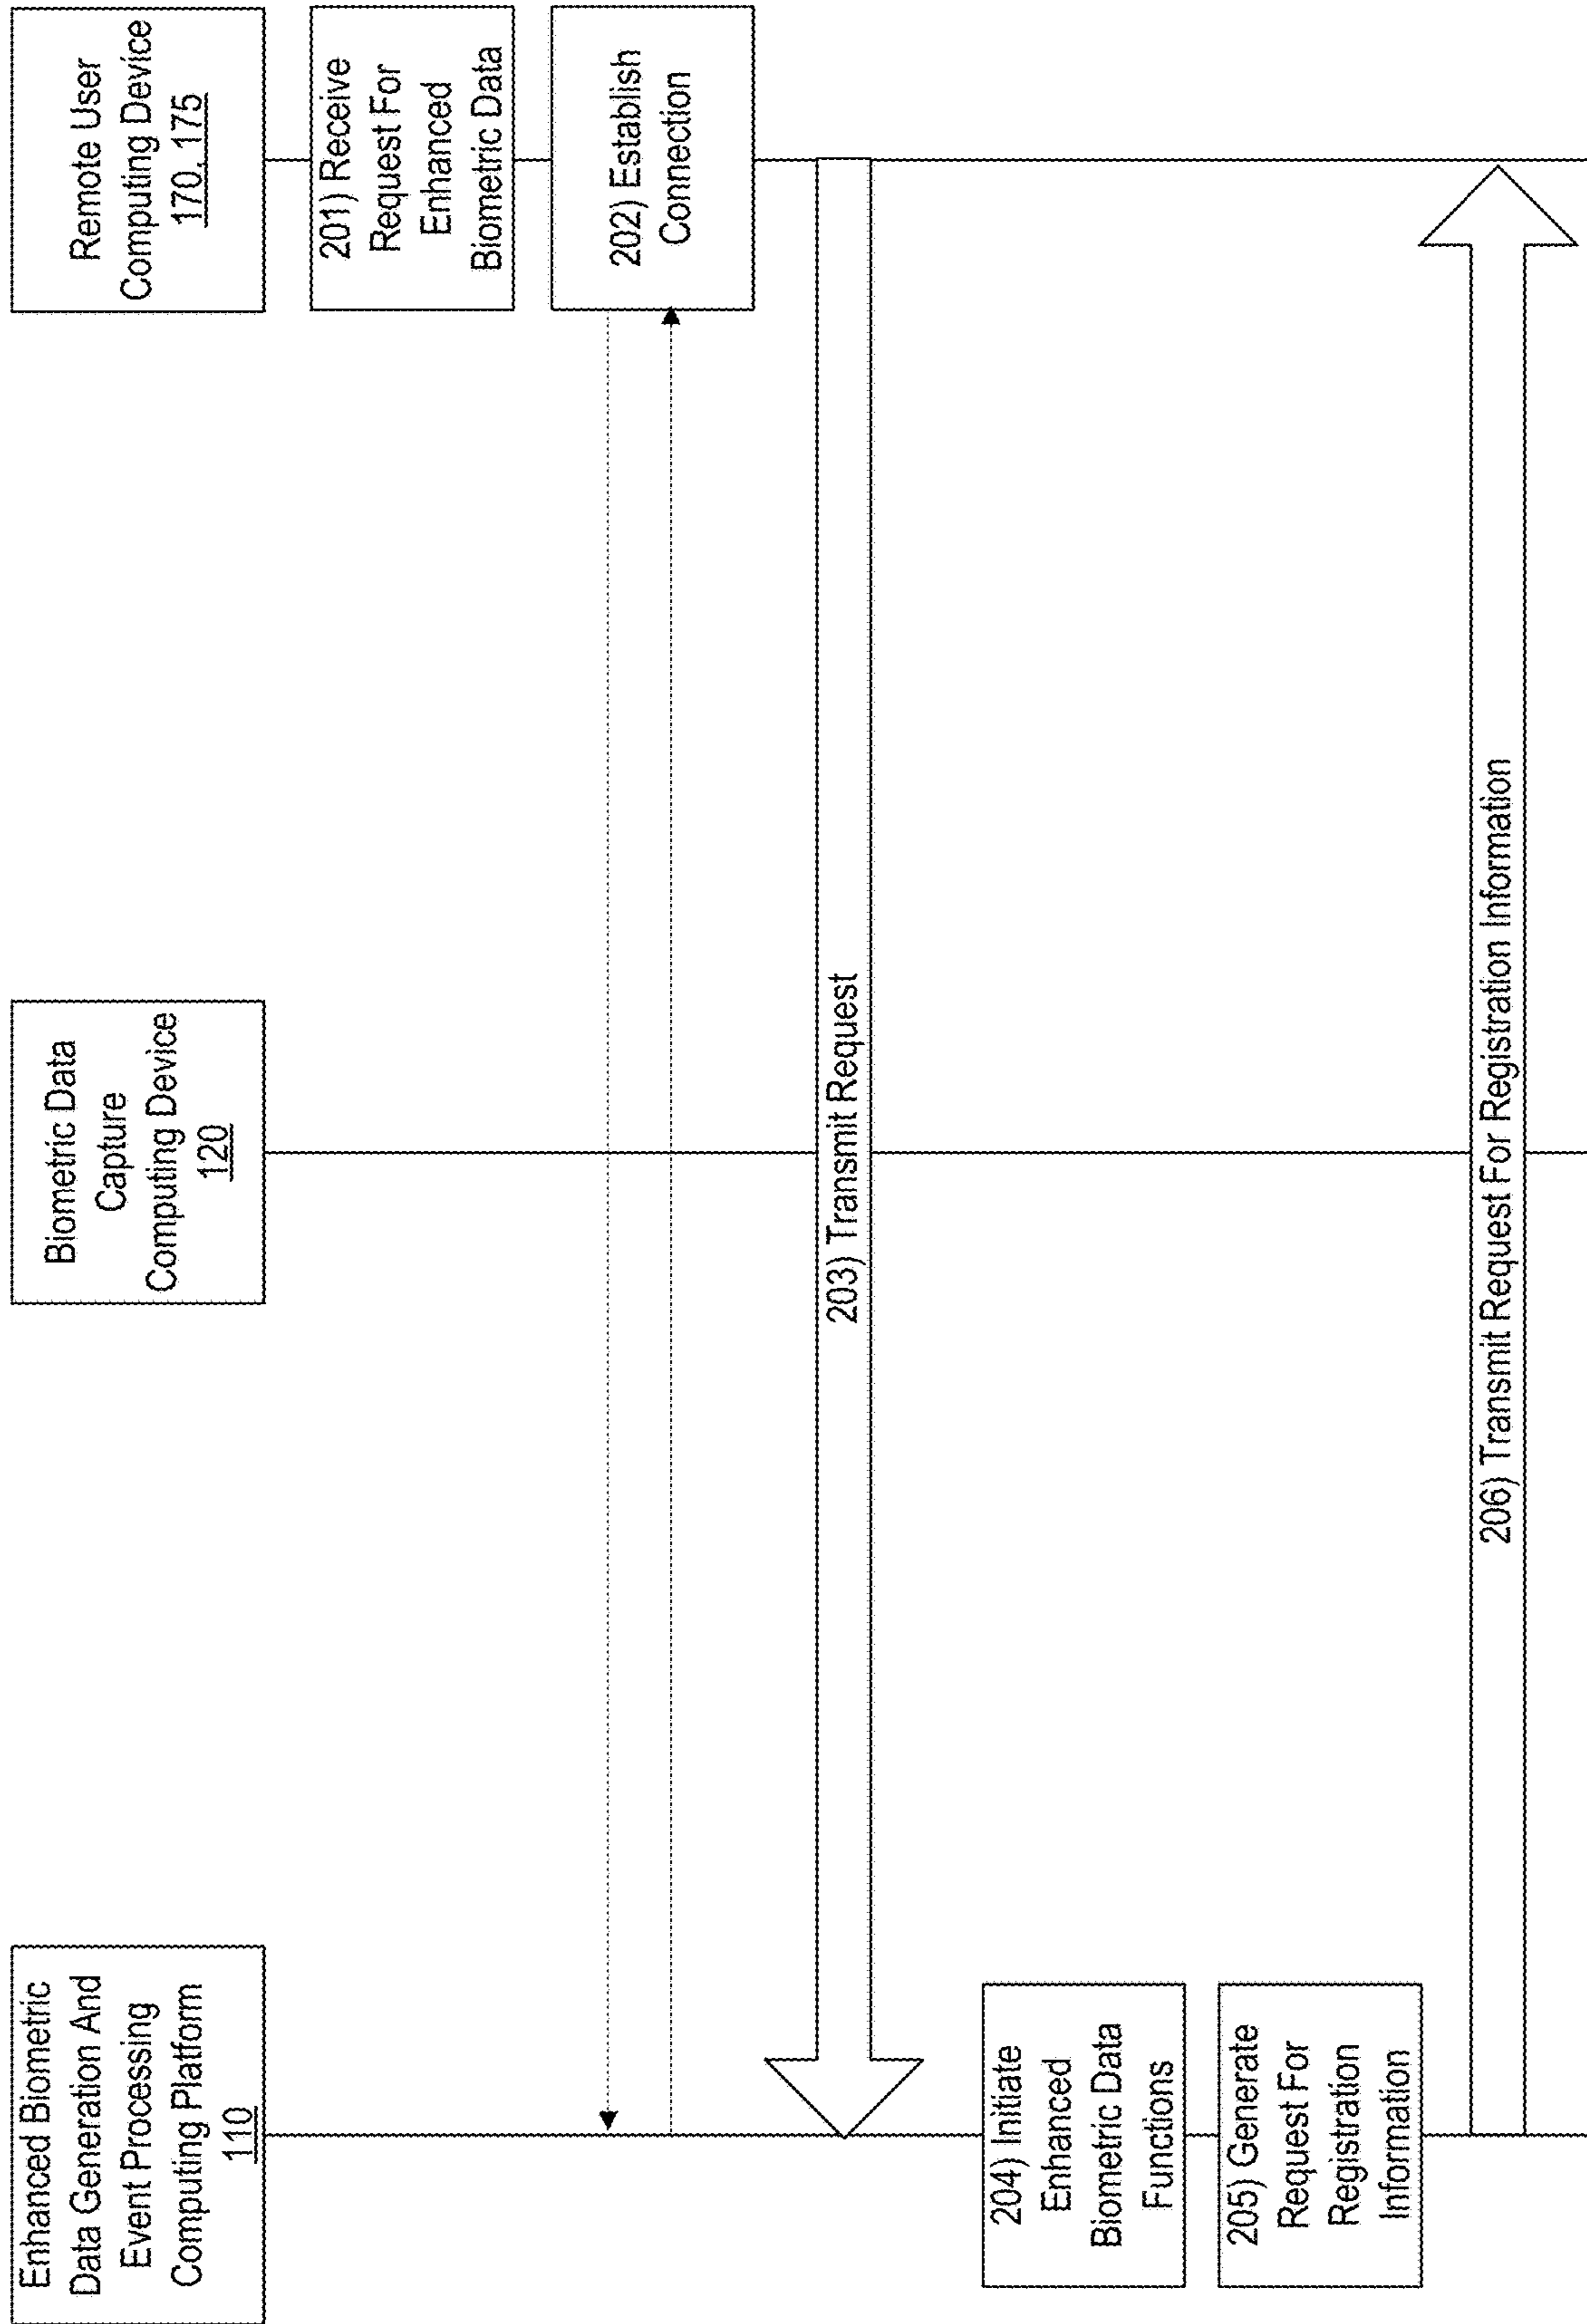 Enhanced Biometric
Data Generation And
Event Processing
Computing Platform
110
Biometric Data
Capture
Computing Device
120
Remote User
Computing Device
170, 175
201) Receive
Request For
Enhanced
Biometric Data
202) Establish
Connection
203) Transmit Request
204) Initiate
Enhanced
Biometric Data
Functions
205) Generate
Request For
Registration
Information
206) Transmit Request For Registration Information